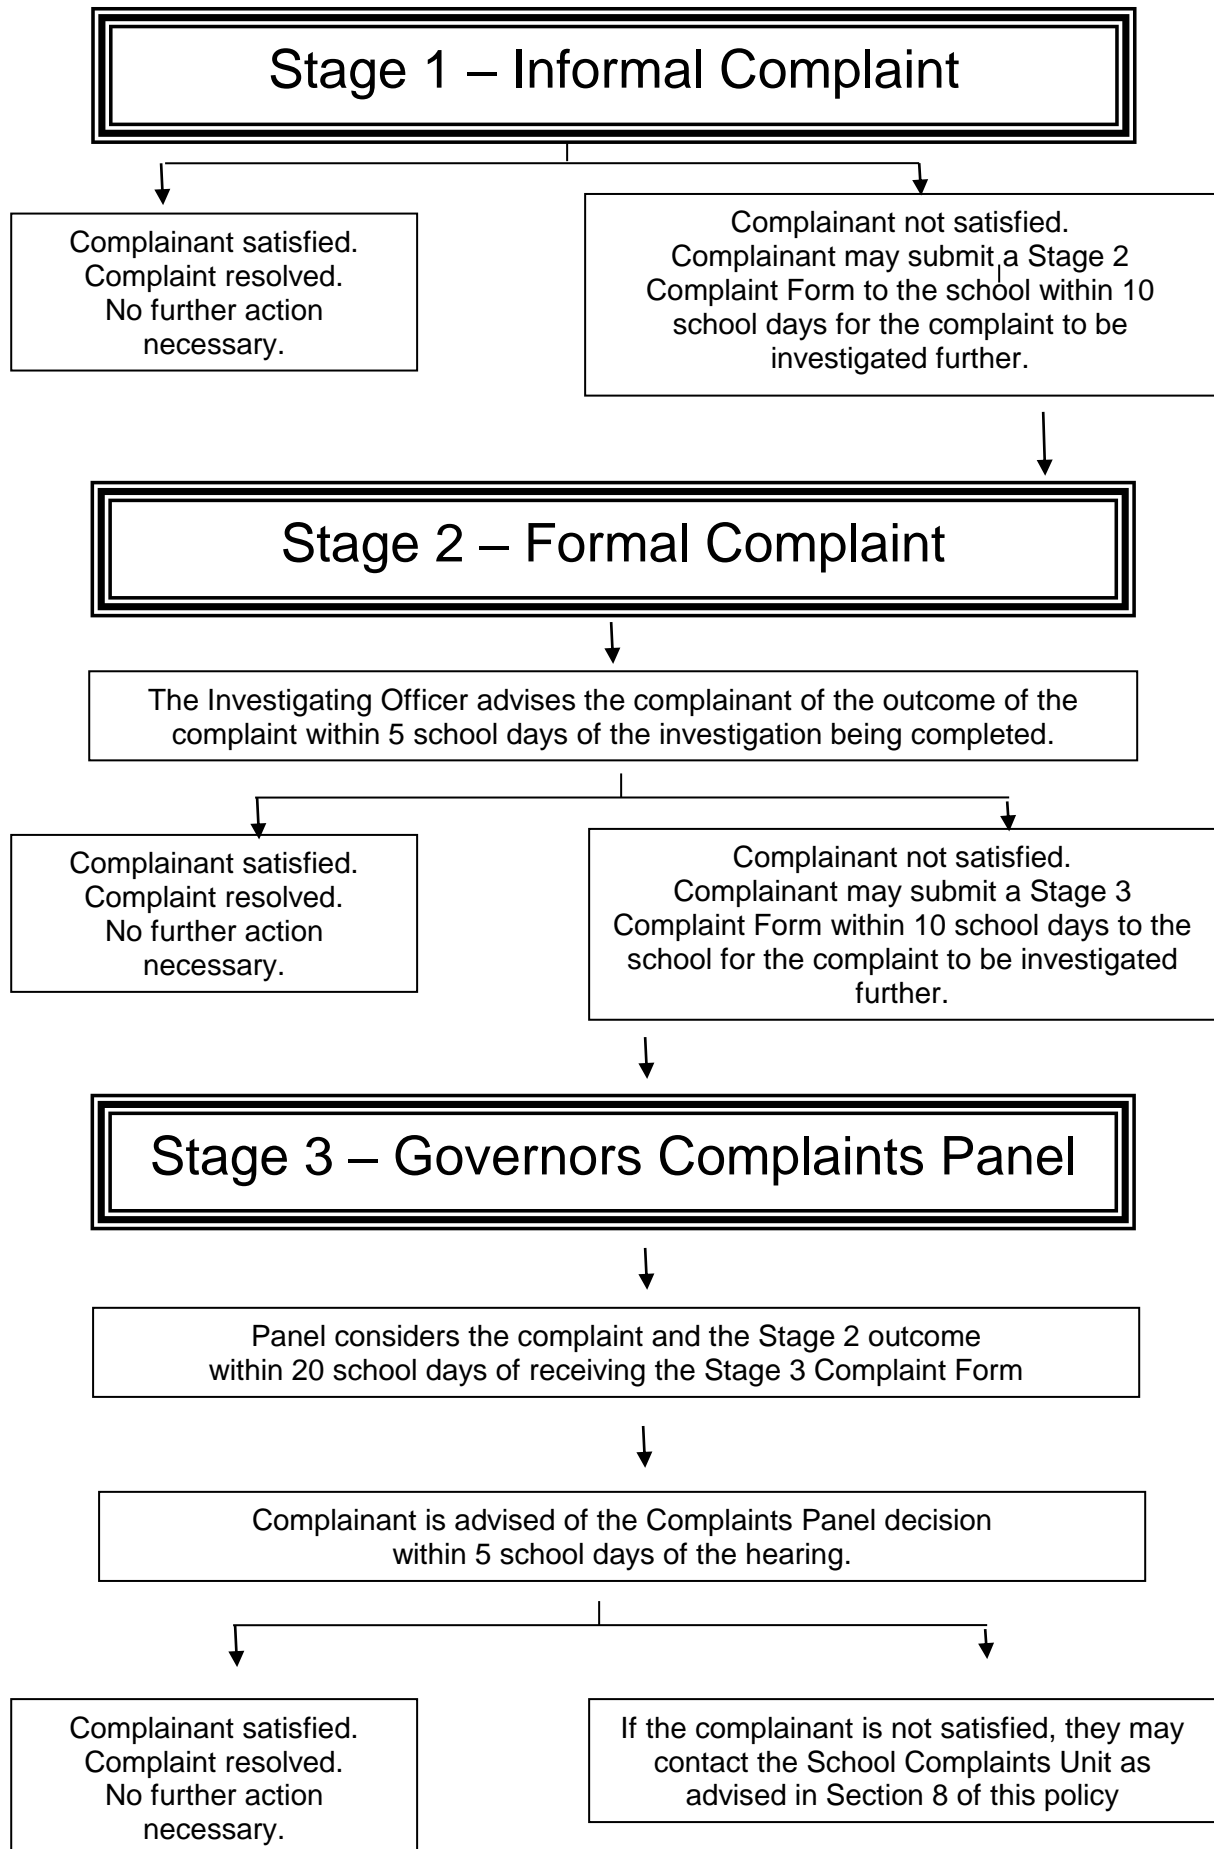 Stage 1 – Informal Complaint
Complainant satisfied.
Complaint resolved.
No further action
necessary.
Complainant not satisfied.
Complainant may submit a Stage 2
Complaint Form to the school within 10
school days for the complaint to be
investigated further.
Stage 2 – Formal Complaint
The Investigating Officer advises the complainant of the outcome of the
complaint within 5 school days of the investigation being completed.
Complainant satisfied.
Complaint resolved.
No further action
necessary.
Complainant not satisfied.
Complainant may submit a Stage 3
Complaint Form within 10 school days to the
school for the complaint to be investigated
further.
Stage 3 – Governors Complaints Panel
Panel considers the complaint and the Stage 2 outcome
within 20 school days of receiving the Stage 3 Complaint Form
Complainant is advised of the Complaints Panel decision
within 5 school days of the hearing.
Complainant satisfied.
Complaint resolved.
No further action
necessary.
If the complainant is not satisfied, they may
contact the School Complaints Unit as
advised in Section 8 of this policy